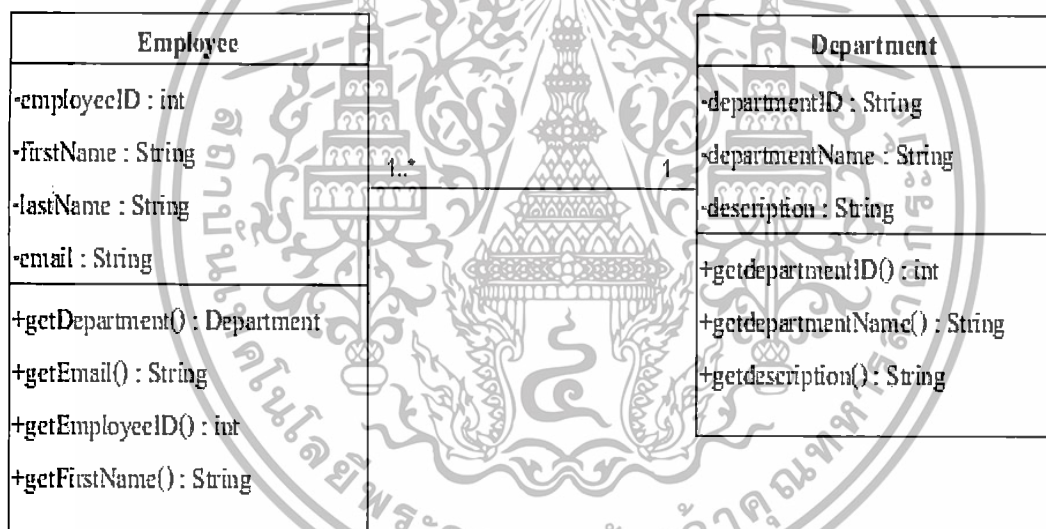 Employee
-employeeID : int
-firstName : String
-lastName : String
-email : String
+getDepartment() : Department
+getEmail() : String
+getEmployeeID() : int
+getFirstName() : String
1..*
1
Department
-departmentID : String
-departmentName : String
-description : String
+getdepartmentID() : int
+getdepartmentName() : String
+getdescription() : String